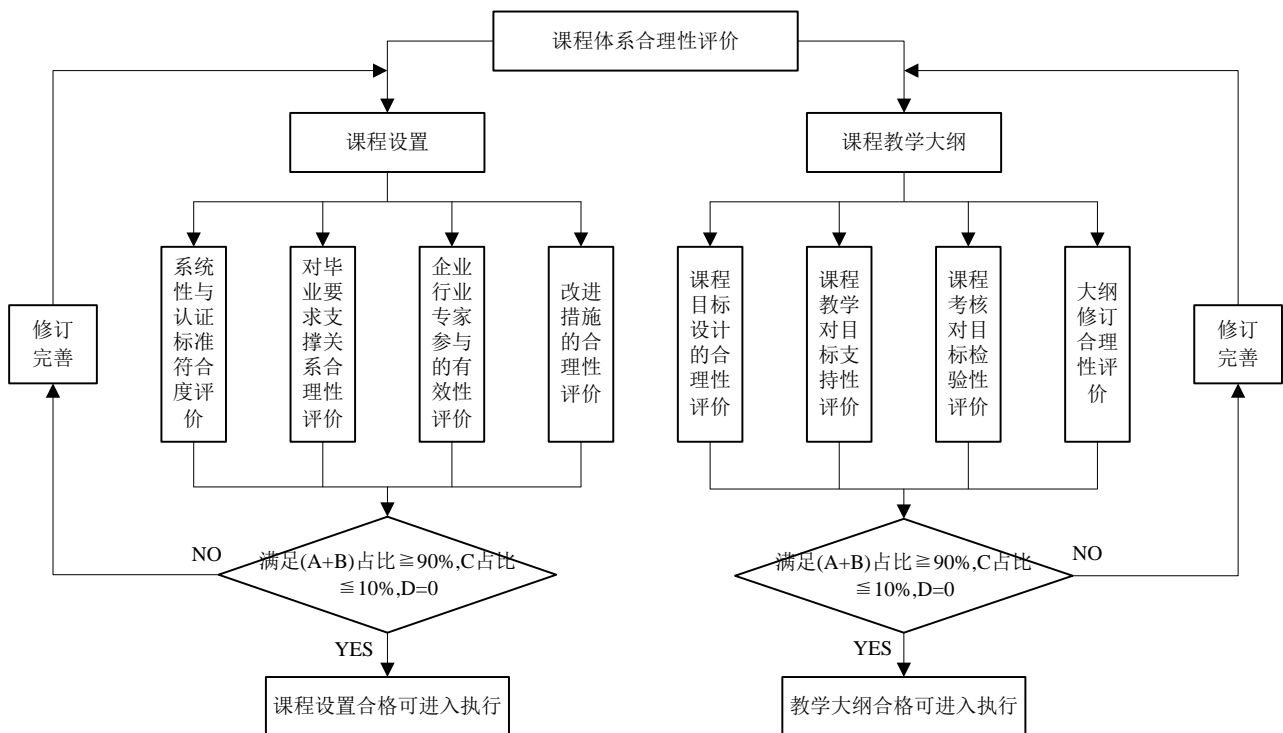 课程体系合理性评价
课程设置
课程教学大纲
系统
性与
认证
标准
符合
度评
价
对毕
业要
求支
撑关
系合
理性
评价
企业
行业
专家
参与
的有
效性
评价
改进
措施
的合
理性
评价
课程
目标
设计
的合
理性
评价
课程
教学
对目
标支
持性
评价
课程
考核
对目
标检
验性
评价
大纲
修订
合理
性评
价
修订
完善
修订
完善
NO
满足(A+B)占比≧90%,C占比
≦10%,D=0
满足(A+B)占比≧90%,C占比
≦10%,D=0
NO
YES
YES
课程设置合格可进入执行
教学大纲合格可进入执行